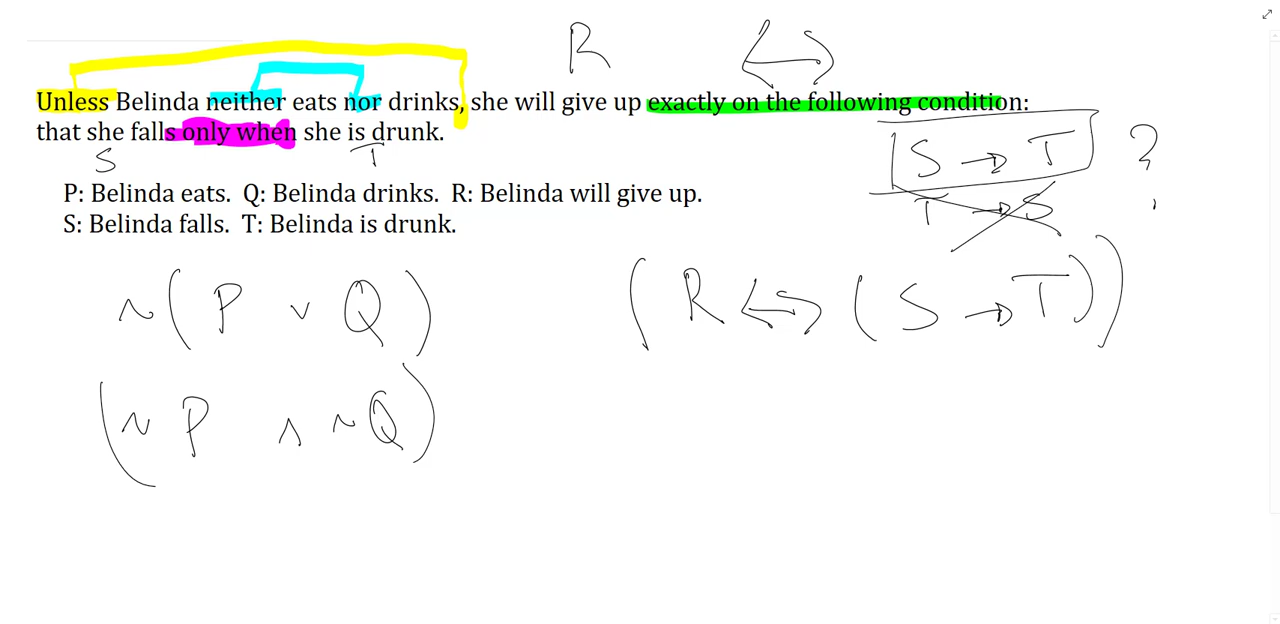 R ↔
Unless Belinda neither eats nor drinks, she will give up exactly on the following condition:
that she falls only when she is drunk.
S T
S → T ?
T → S
P: Belinda eats. Q: Belinda drinks. R: Belinda will give up.
S: Belinda falls. T: Belinda is drunk.
~(P ∨ Q)
(R ↔ (S → T))
(~P ∧ ~Q)